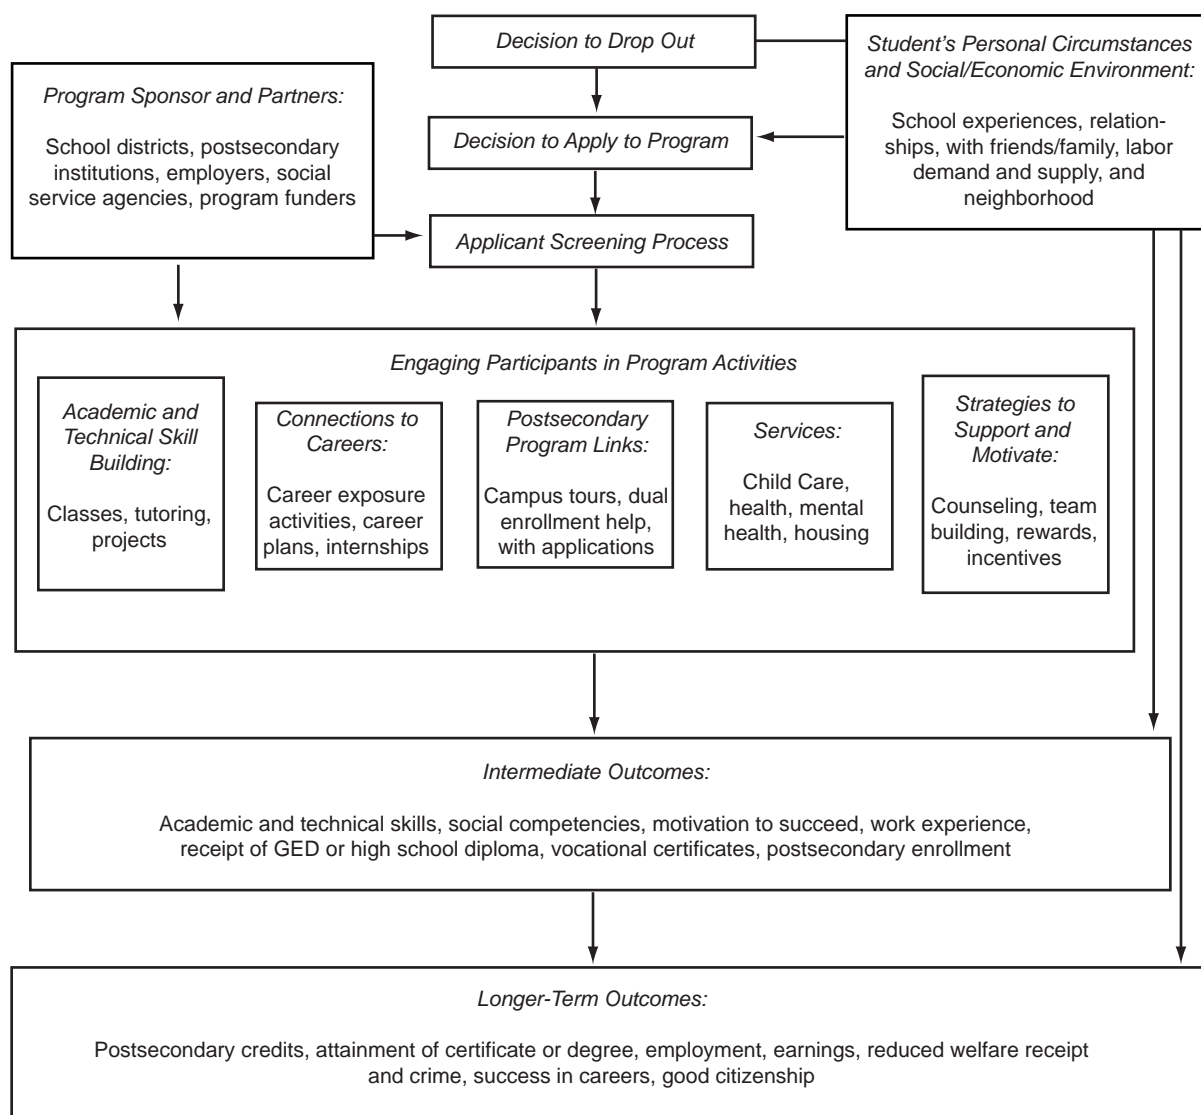 Decision to Drop Out
Student's Personal Circumstances
and Social/Economic Environment:
School experiences, relation-
ships, with friends/family, labor
demand and supply, and
neighborhood
Program Sponsor and Partners:
School districts, postsecondary
institutions, employers, social
service agencies, program funders
Decision to Apply to Program
Applicant Screening Process
Engaging Participants in Program Activities
Academic and
Technical Skill
Building:
Classes, tutoring,
projects
Connections to
Careers:
Career exposure
activities, career
plans, internships
Postsecondary
Program Links:
Campus tours, dual
enrollment help,
with applications
Services:
Child Care,
health, mental
health, housing
Strategies to
Support and
Motivate:
Counseling, team
building, rewards,
incentives
Intermediate Outcomes:
Academic and technical skills, social competencies, motivation to succeed, work experience,
receipt of GED or high school diploma, vocational certificates, postsecondary enrollment
Longer-Term Outcomes:
Postsecondary credits, attainment of certificate or degree, employment, earnings, reduced welfare receipt
and crime, success in careers, good citizenship